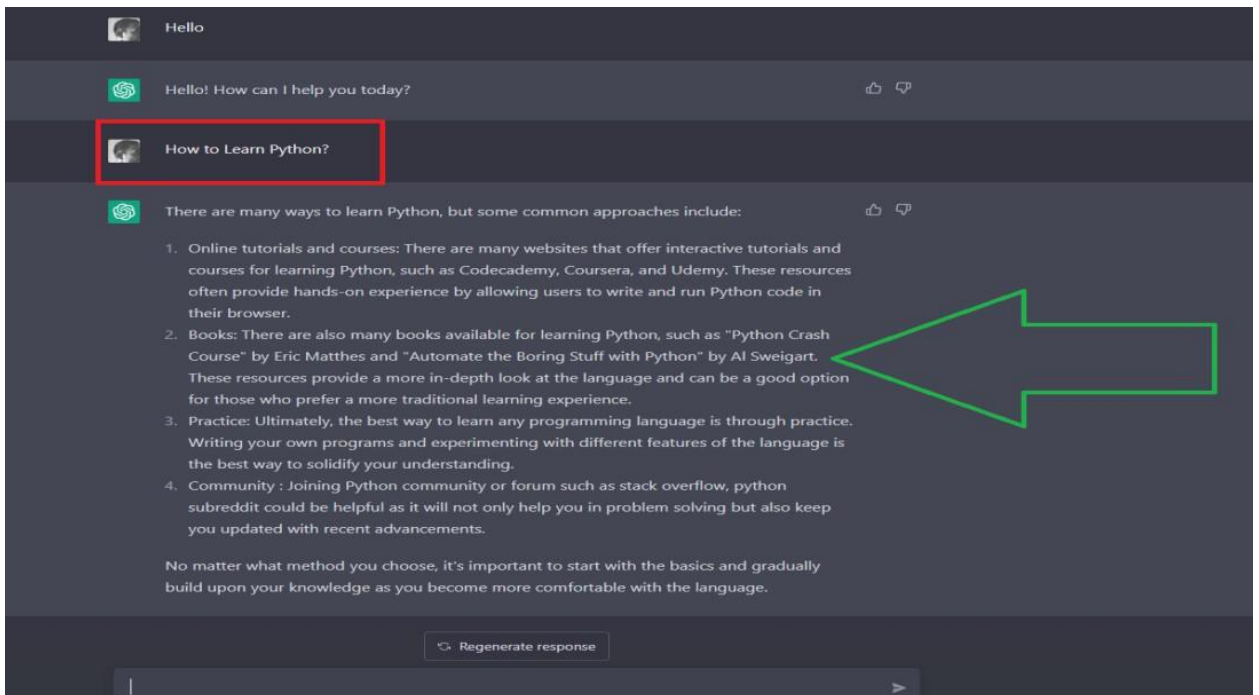 Hello
Hello! How can I help you today?
How to Learn Python?
There are many ways to learn Python, but some common approaches include:
1. Online tutorials and courses: There are many websites that offer interactive tutorials and
courses for learning Python, such as Codecademy, Coursera, and Udemy. These resources
often provide hands-on experience by allowing users to write and run Python code in
their browser.
2. Books: There are also many books available for learning Python, such as "Python Crash
Course" by Eric Matthes and "Automate the Boring Stuff with Python" by Al Sweigart.
These resources provide a more in-depth look at the language and can be a good option
for those who prefer a more traditional learning experience.
3. Practice: Ultimately, the best way to learn any programming language is through practice.
Writing your own programs and experimenting with different features of the language is
the best way to solidify your understanding.
4. Community : Joining Python community or forum such as stack overflow, python
subreddit could be helpful as it will not only help you in problem solving but also keep
you updated with recent advancements.
No matter what method you choose, it's important to start with the basics and gradually
build upon your knowledge as you become more comfortable with the language.
Regenerate response